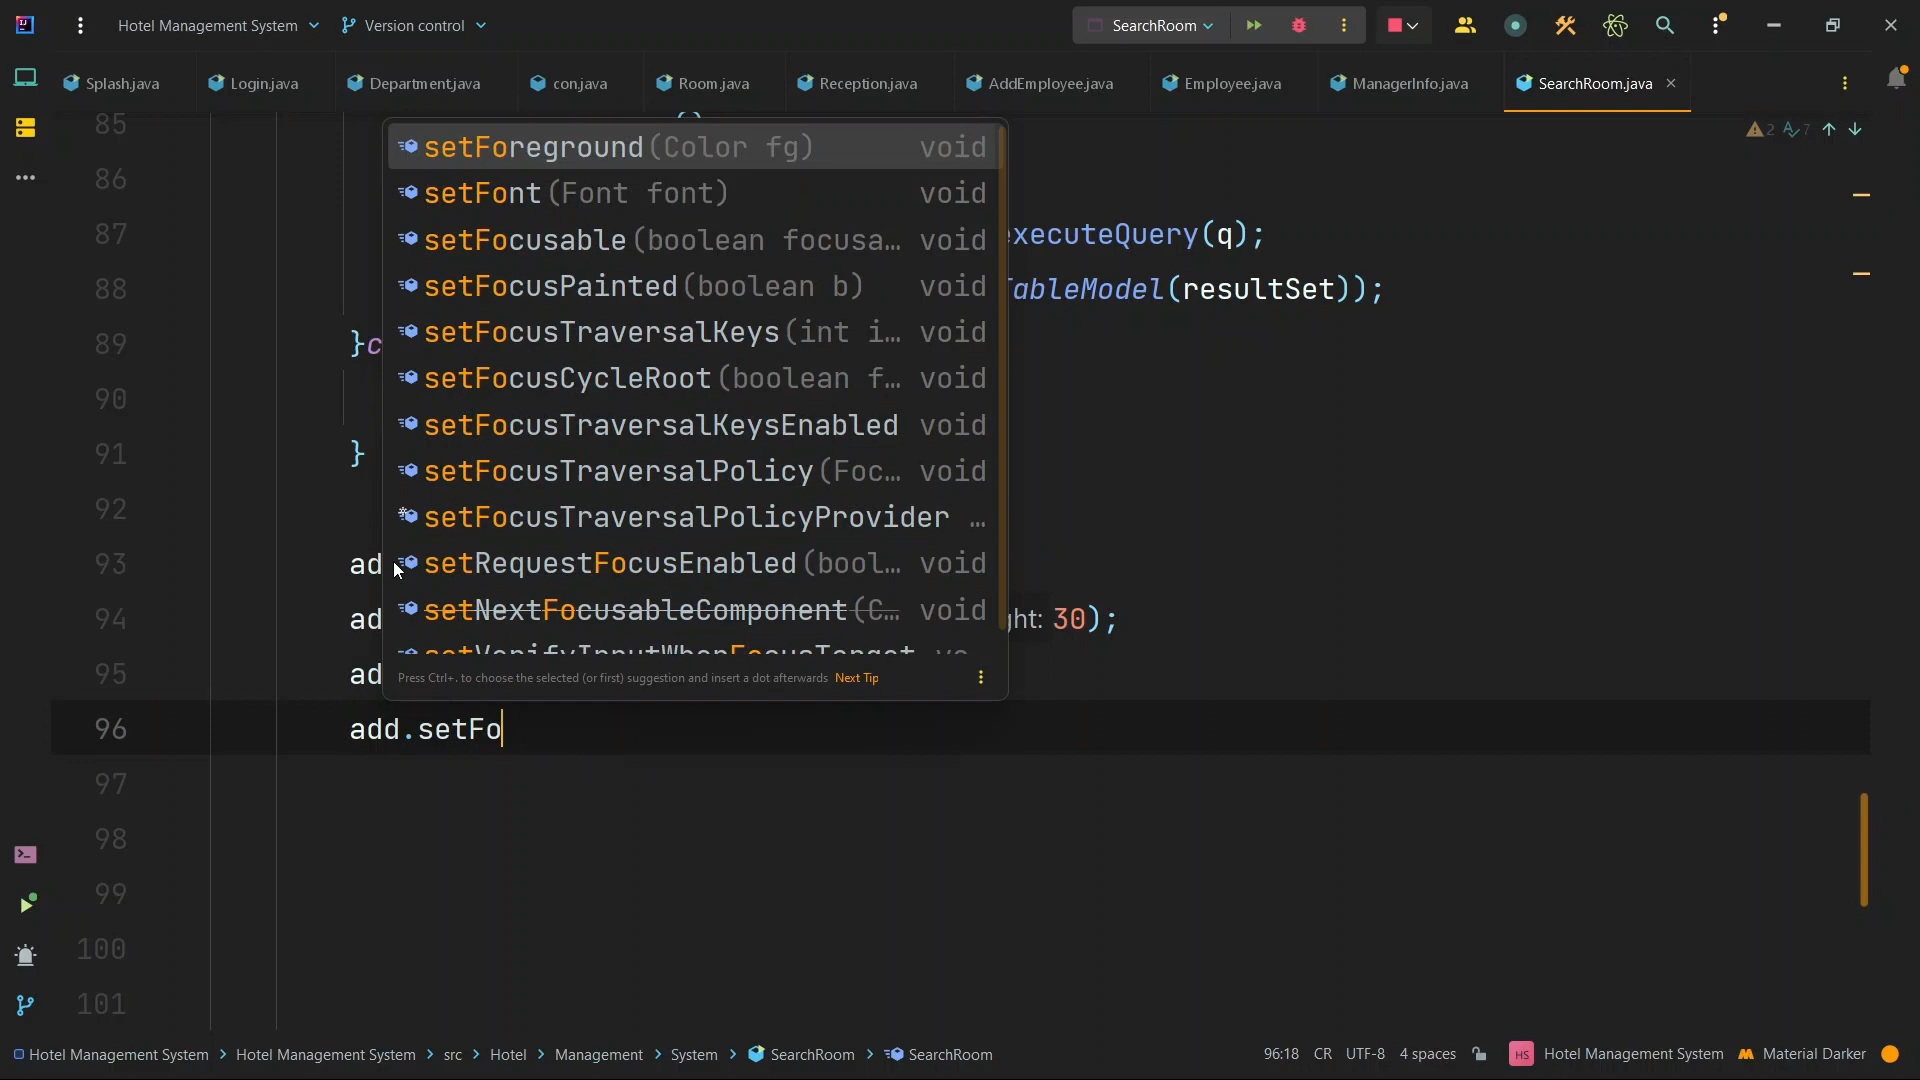 Hotel Management System
Version control
SearchRoom
Splash.java
Login.java
Department.java
con.java
Room.java
Reception.java
AddEmployee.java
Employee.java
ManagerInfo.java
SearchRoom.java
85
2
7
86
87 executeQuery(q);
88 TableModel(resultSet));
89 }c
90
91 }
92
93 ad
94 ad ght: 30);
95 ad
96 add.setFo
97
98
99
100
101
setForeground(Color fg) void
setFont(Font font) void
setFocusable(boolean focusa… void
setFocusPainted(boolean b) void
setFocusTraversalKeys(int i… void
setFocusCycleRoot(boolean f… void
setFocusTraversalKeysEnabled void
setFocusTraversalPolicy(Foc… void
setFocusTraversalPolicyProvider …
setRequestFocusEnabled(bool… void
setNextFocusableComponent(C… void
setVerifyInputWhenFocusTarget vo
Press Ctrl+. to choose the selected (or first) suggestion and insert a dot afterwards Next Tip
Hotel Management System > Hotel Management System > src > Hotel > Management > System > SearchRoom > SearchRoom
96:18 CR UTF-8 4 spaces HS Hotel Management System Material Darker